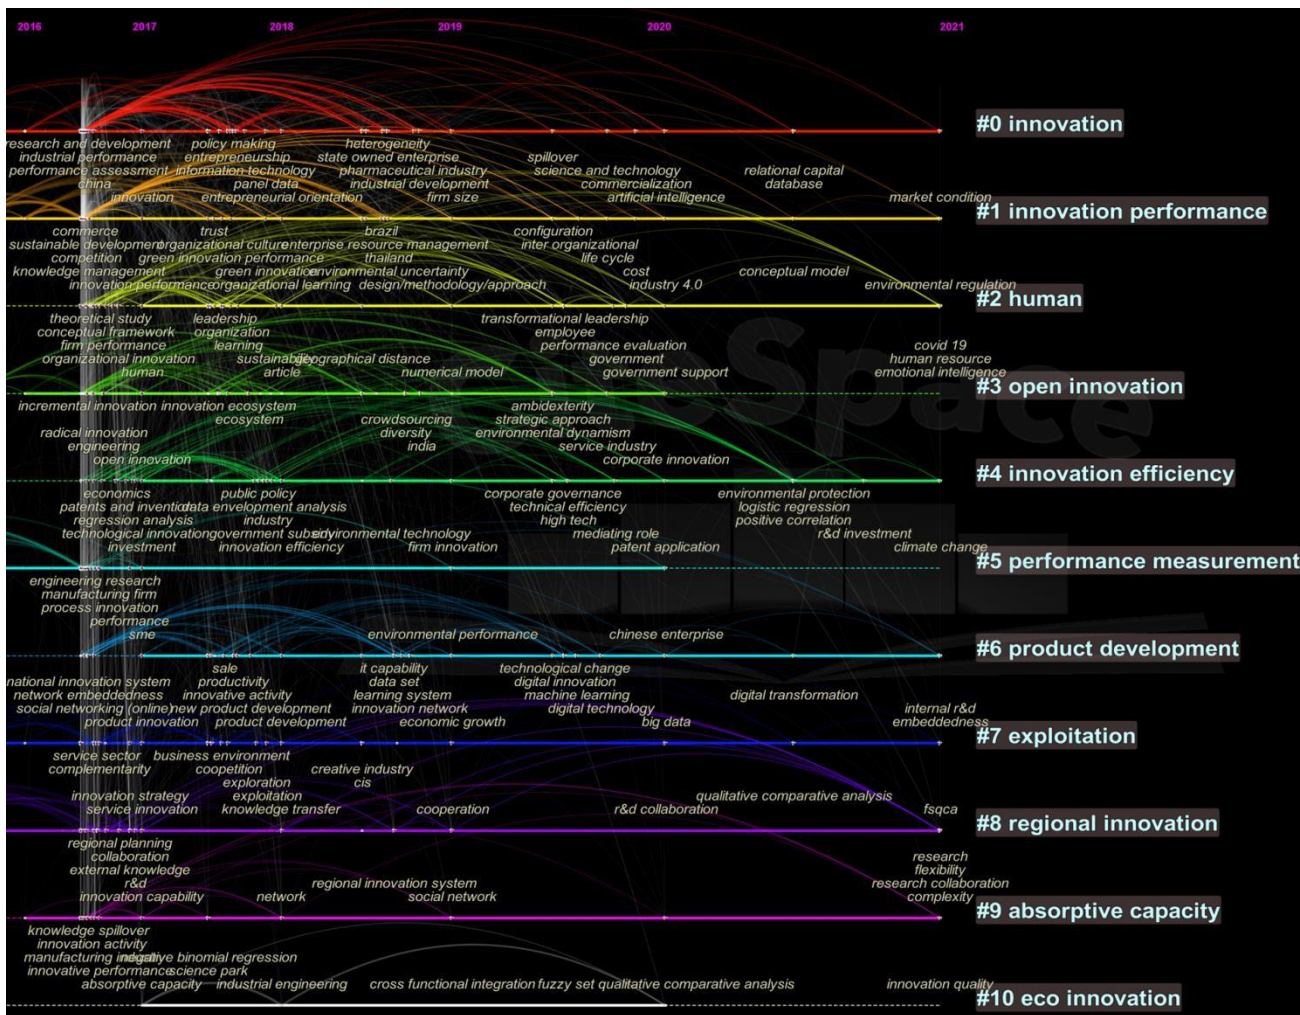 2016 2017 2018 2019 2020 2021
#0 innovation
research and development policy making heterogeneity
industrial performance entrepreneurship state owned enterprise spillover
performance assessment information technology pharmaceutical industry science and technology relational capital
china panel data industrial development commercialization database
innovation entrepreneurial orientation firm size artificial intelligence market condition
#1 innovation performance
commerce trust brazil configuration
sustainable development organizational culture enterprise resource management inter organizational
competition green innovation performance thailand life cycle
knowledge management green innovation environmental uncertainty cost conceptual model
innovation performance organizational learning design/methodology/approach industry 4.0 environmental regulation
#2 human
theoretical study leadership transformational leadership
conceptual framework organization employee
firm performance learning performance evaluation covid 19
organizational innovation sustainability geographical distance government human resource
human article numerical model government support emotional intelligence
#3 open innovation
incremental innovation innovation ecosystem ambidexterity
ecosystem crowdsourcing strategic approach
radical innovation diversity environmental dynamism
engineering india service industry
open innovation corporate innovation
#4 innovation efficiency
economics public policy corporate governance environmental protection
patents and invention data envelopment analysis technical efficiency logistic regression
regression analysis industry high tech positive correlation
technological innovation government subsidy environmental technology mediating role r&d investment
investment innovation efficiency firm innovation patent application climate change
#5 performance measurement
engineering research
manufacturing firm
process innovation
performance
sme environmental performance chinese enterprise
#6 product development
sale it capability technological change
national innovation system productivity data set digital innovation
network embeddedness innovative activity learning system machine learning digital transformation
social networking (online) new product development innovation network digital technology internal r&d
product innovation product development economic growth big data embeddedness
#7 exploitation
service sector business environment
complementarity coopetition creative industry
exploration cis
innovation strategy exploitation qualitative comparative analysis
service innovation knowledge transfer cooperation r&d collaboration fsqca
#8 regional innovation
regional planning
collaboration research
external knowledge flexibility
r&d regional innovation system research collaboration
innovation capability network social network complexity
#9 absorptive capacity
knowledge spillover
innovation activity
manufacturing industry negative binomial regression
innovative performance science park
absorptive capacity industrial engineering cross functional integration fuzzy set qualitative comparative analysis innovation quality
#10 eco innovation
CiteSpace